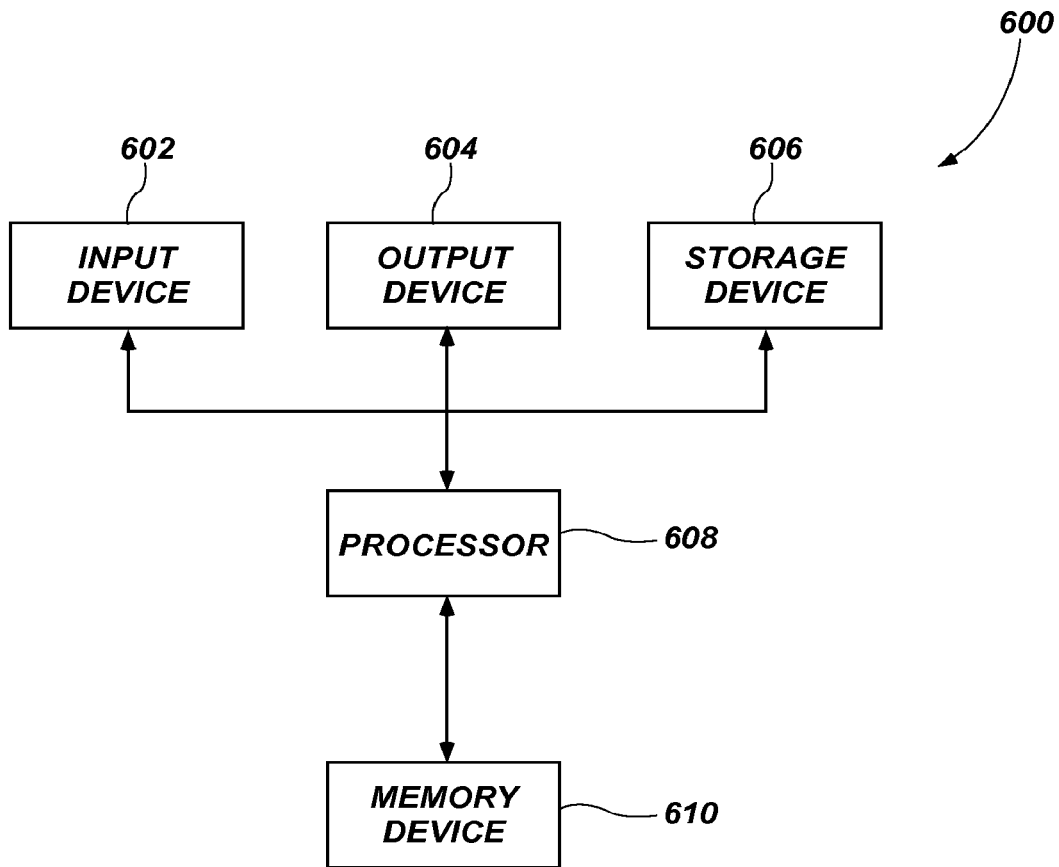 600
602
604
606
INPUT
DEVICE
OUTPUT
DEVICE
STORAGE
DEVICE
PROCESSOR
608
MEMORY
DEVICE
610